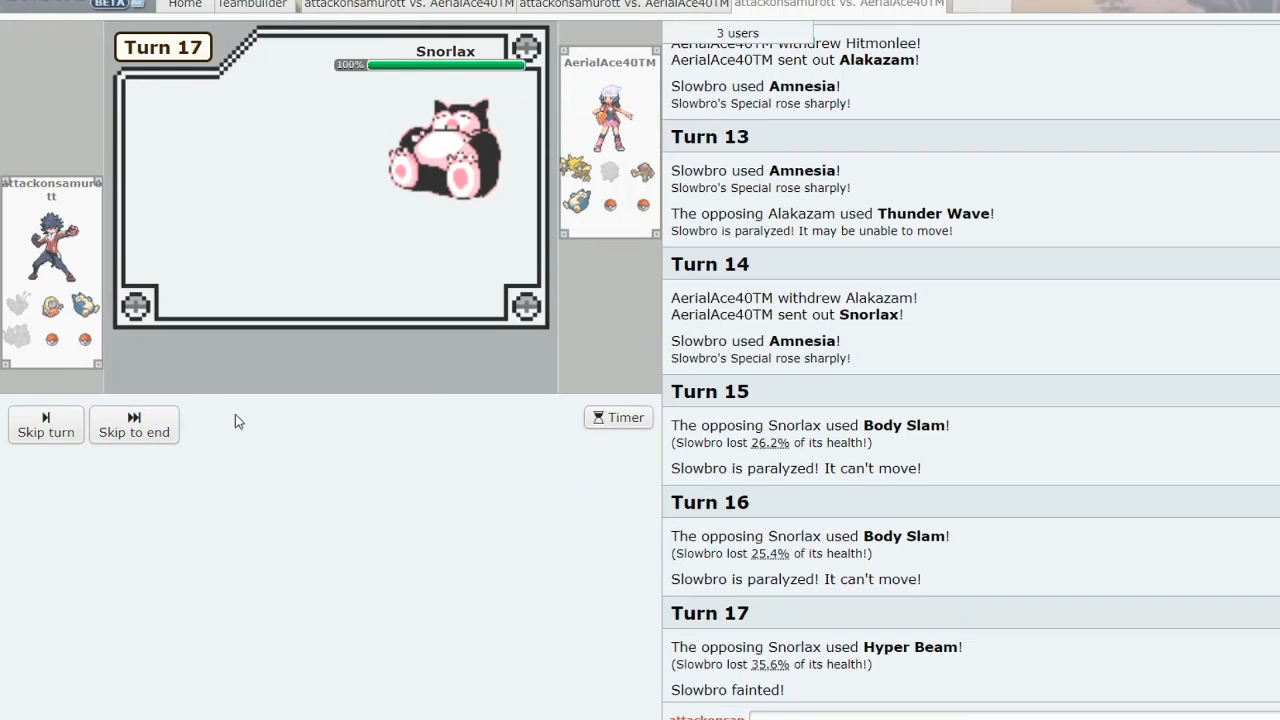 BETA
Home
Teambuilder
attackonsamurott vs. AerialAce40TM
attackonsamurott vs. AerialAce40TM
attackonsamurott vs. AerialAce40TM
3 users
Turn 17
Snorlax
100%
AerialAce40TM
attackonsamuro
tt
Skip turn
Skip to end
Timer
AerialAce40TM withdrew Hitmonlee!
AerialAce40TM sent out Alakazam!
Slowbro used Amnesia!
Slowbro's Special rose sharply!
Turn 13
Slowbro used Amnesia!
Slowbro's Special rose sharply!
The opposing Alakazam used Thunder Wave!
Slowbro is paralyzed! It may be unable to move!
Turn 14
AerialAce40TM withdrew Alakazam!
AerialAce40TM sent out Snorlax!
Slowbro used Amnesia!
Slowbro's Special rose sharply!
Turn 15
The opposing Snorlax used Body Slam!
(Slowbro lost 26.2% of its health!)
Slowbro is paralyzed! It can't move!
Turn 16
The opposing Snorlax used Body Slam!
(Slowbro lost 25.4% of its health!)
Slowbro is paralyzed! It can't move!
Turn 17
The opposing Snorlax used Hyper Beam!
(Slowbro lost 35.6% of its health!)
Slowbro fainted!